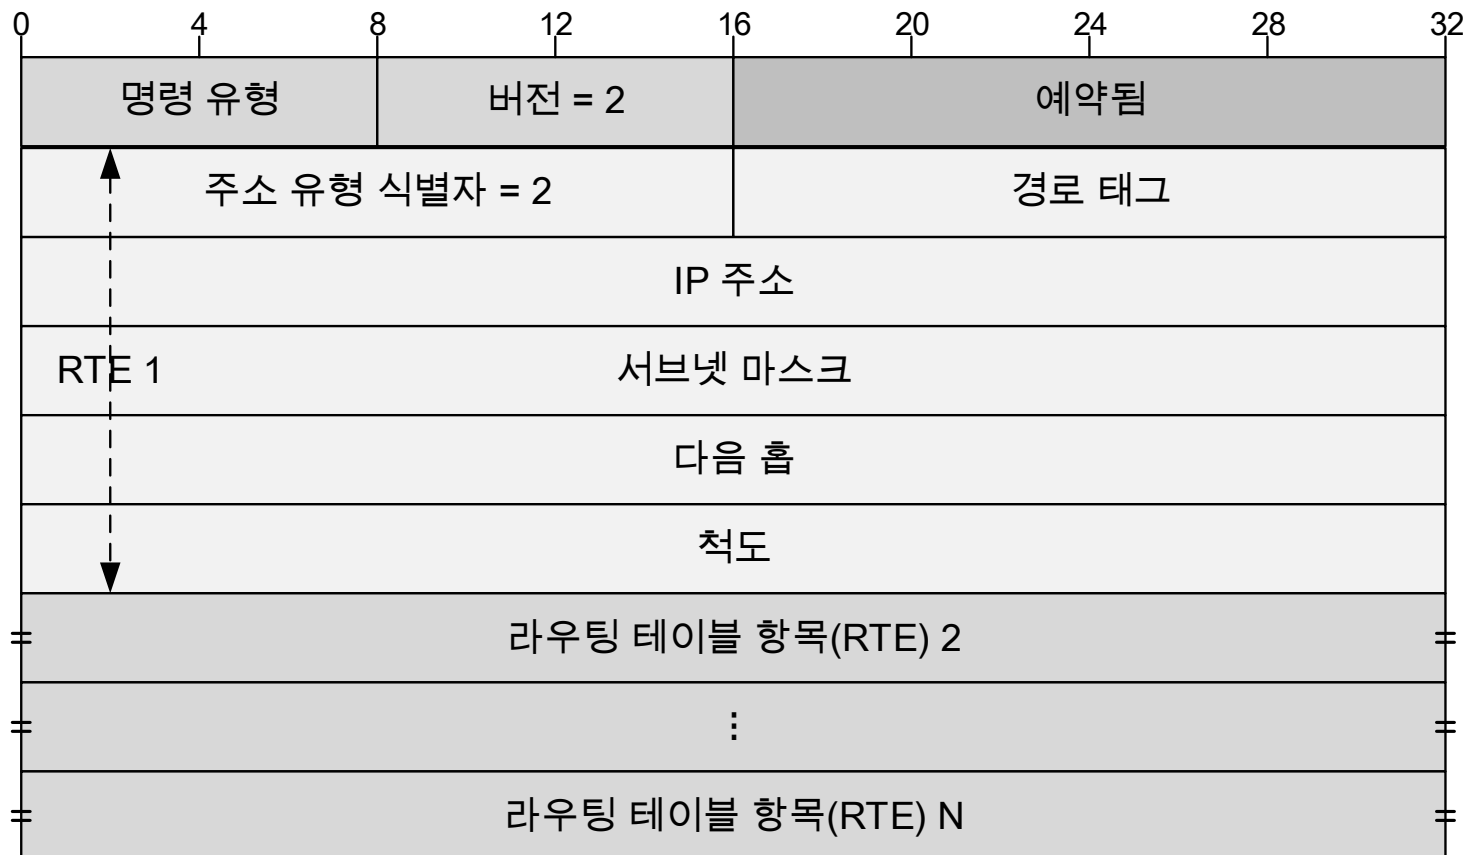 0 4 8 12 16 20 24 28 32
명령 유형 버전 = 2 예약됨
주소 유형 식별자 = 2 경로 태그
IP 주소
RTE 1 서브넷 마스크
다음 홉
척도
라우팅 테이블 항목(RTE) 2
⋮
라우팅 테이블 항목(RTE) N